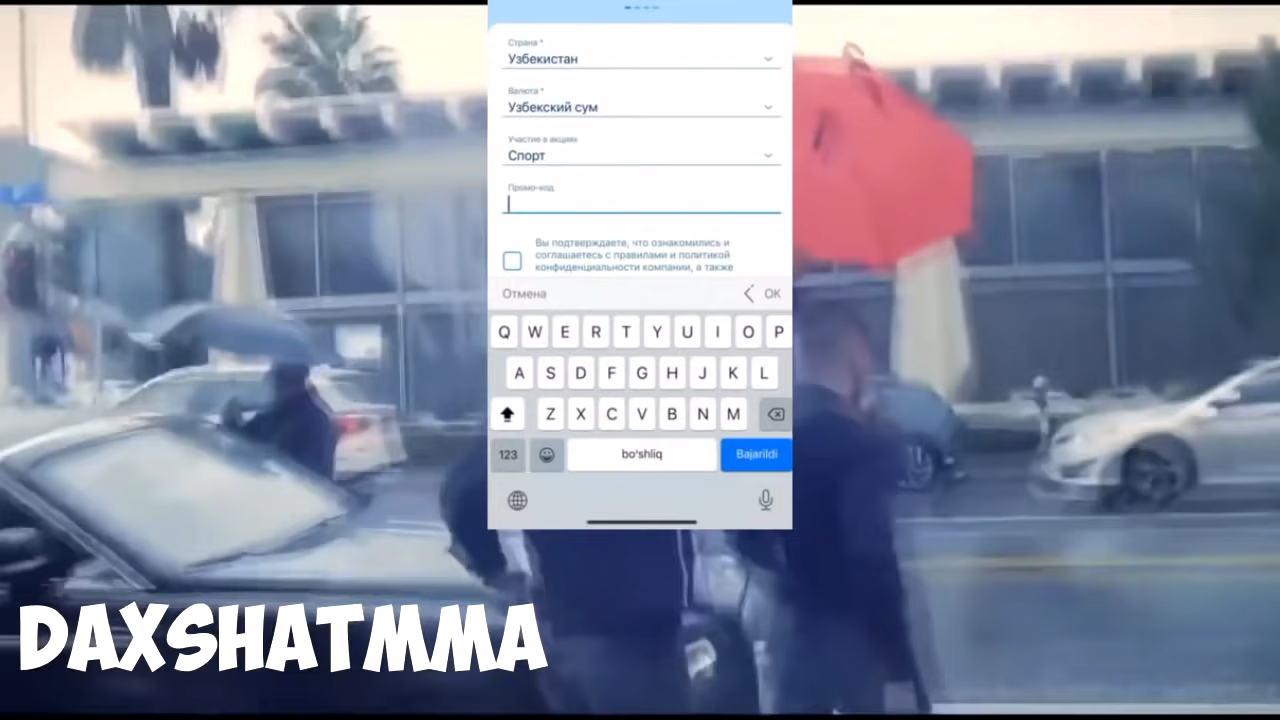 Страна *
Узбекистан
Валюта *
Узбекский сум
Участие в акциях
Спорт
Промо-код
Вы подтверждаете, что ознакомились и
соглашаетесь с правилами и политикой
конфиденциальности компании, а также
Отмена
OK
Q W E R T Y U I O P
A S D F G H J K L
Z X C V B N M
123
bo'shliq
Bajarildi
DAXSHATMMA